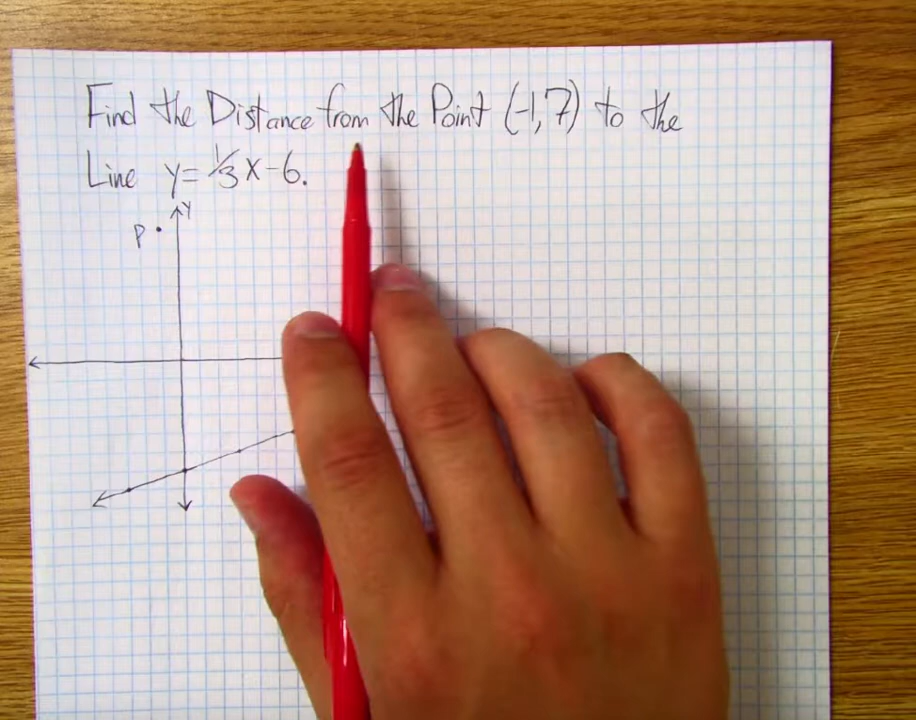 Find the Distance from the Point (-1,7) to the
Line y= 1/3x-6.
y
P